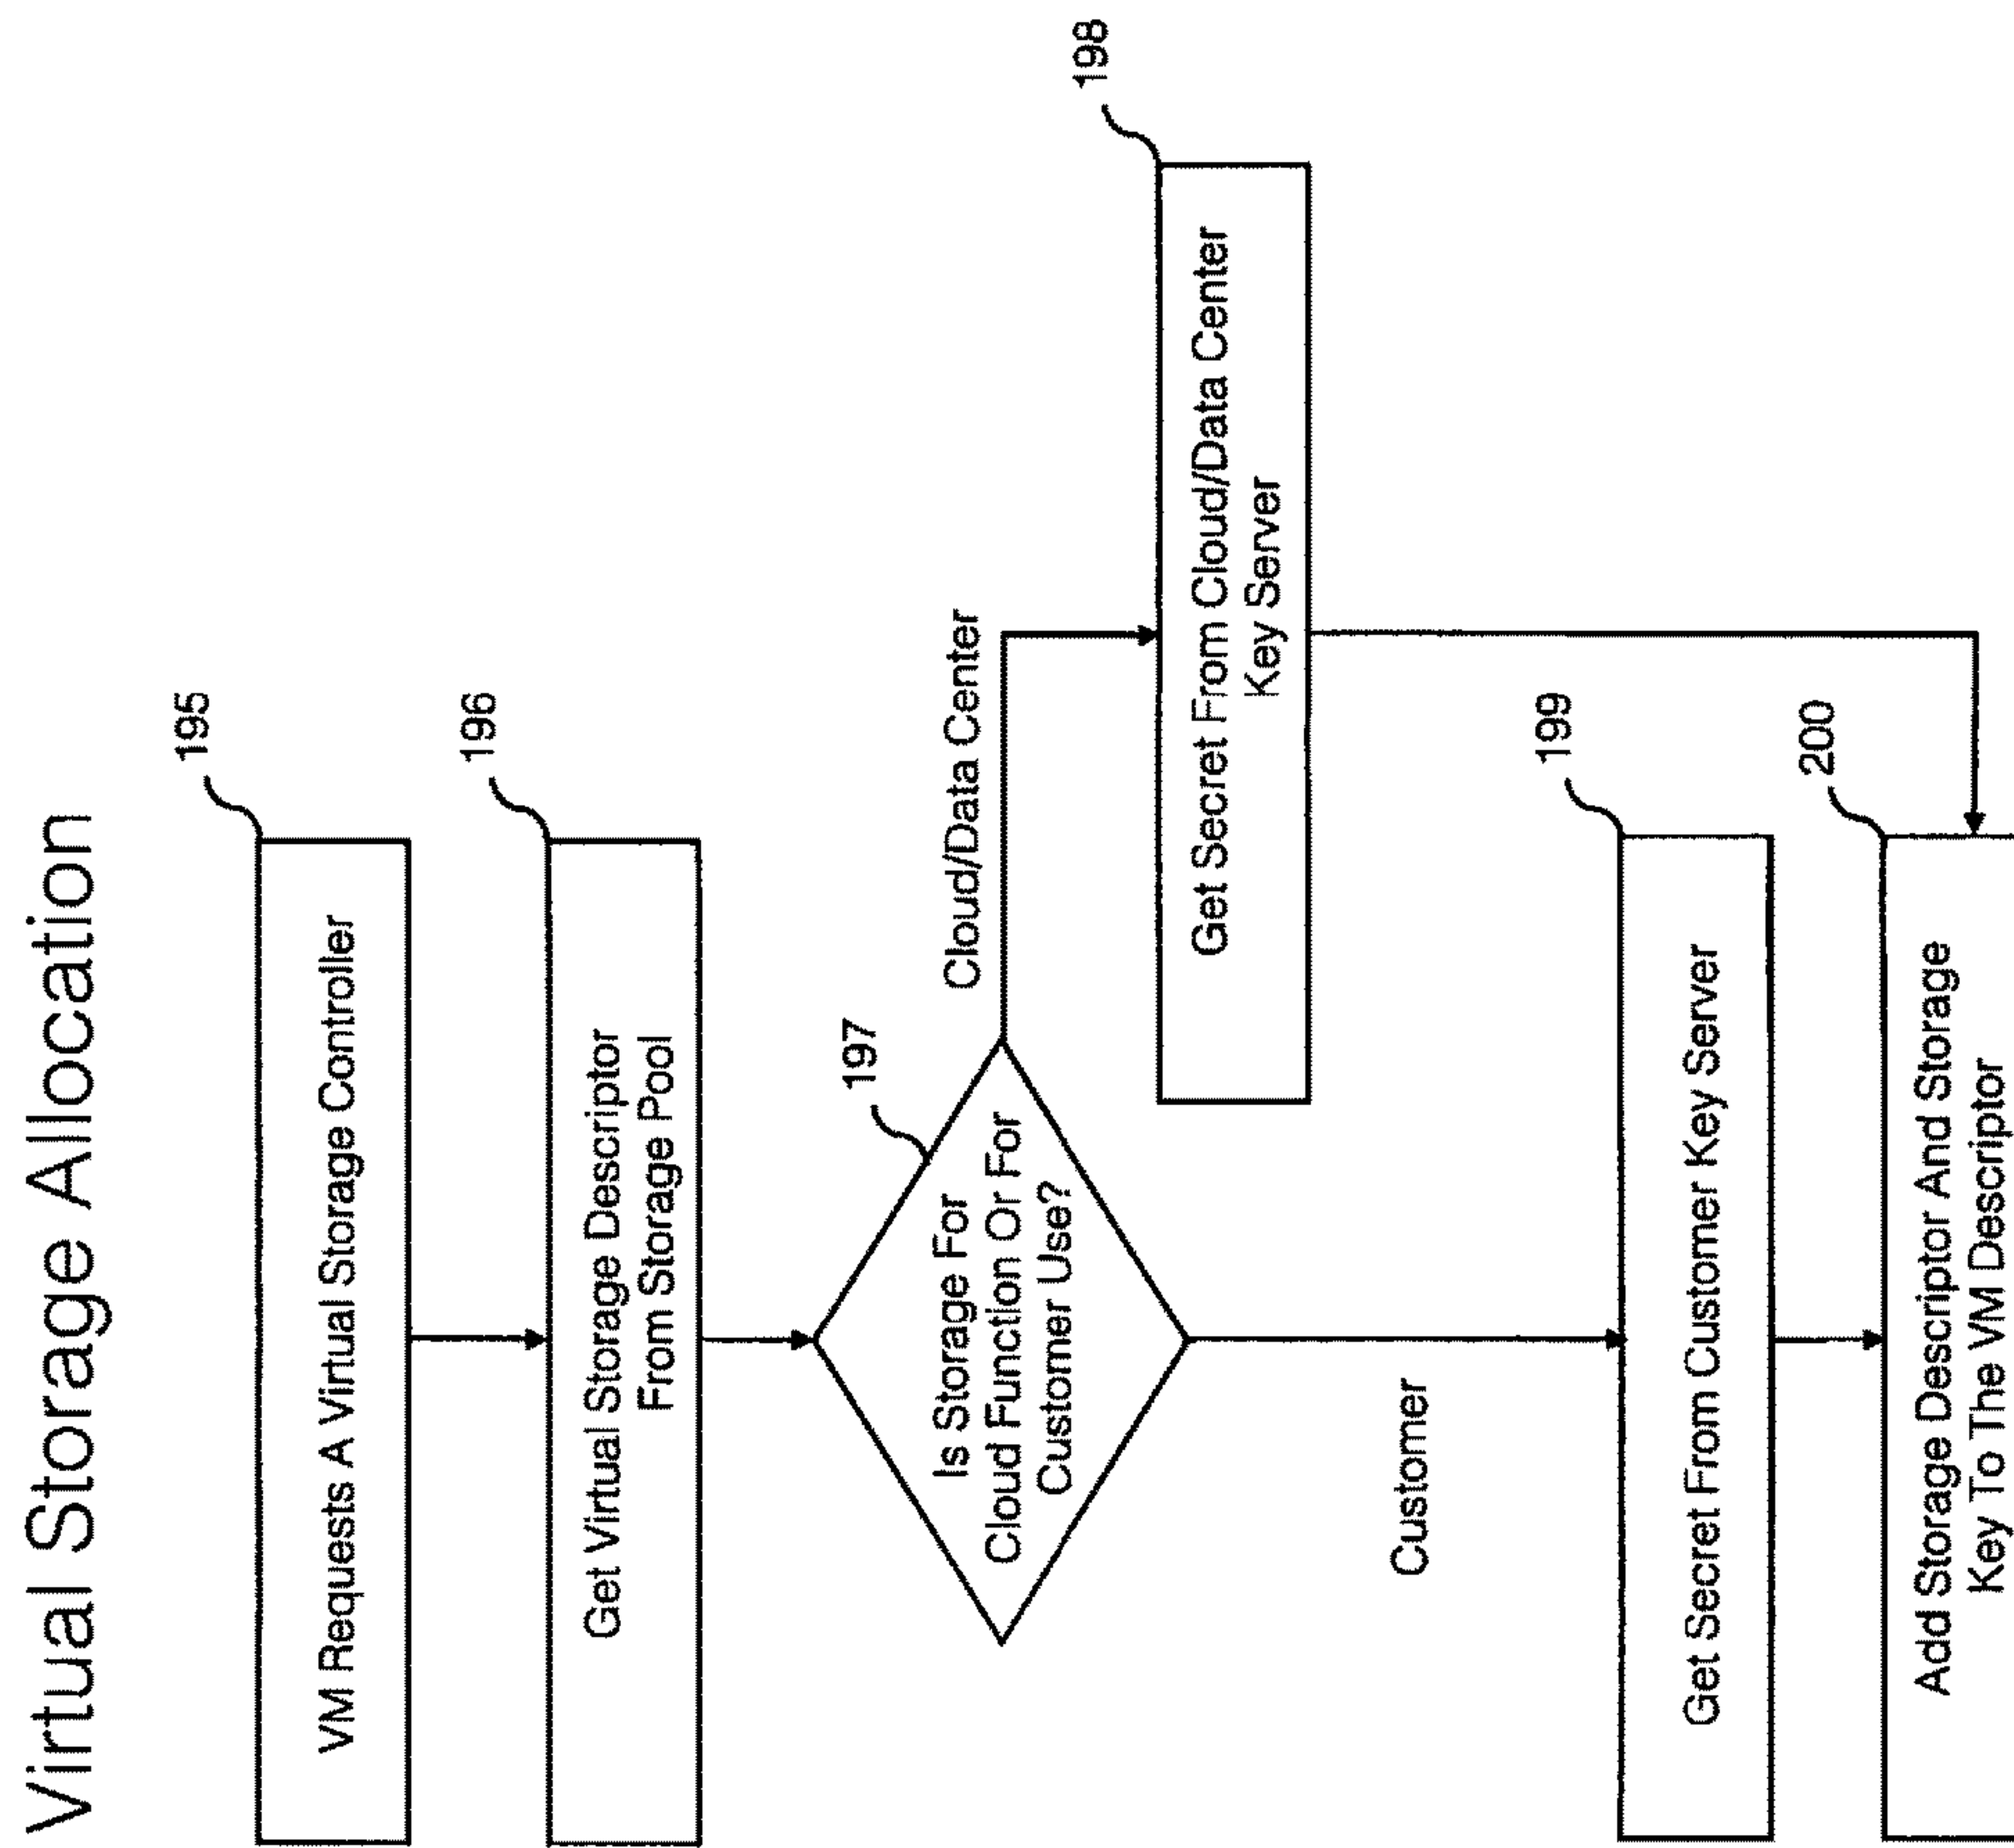 Virtual Storage Allocation
195
VM Requests A Virtual Storage Controller
196
Get Virtual Storage Descriptor
From Storage Pool
197
Is Storage For
Cloud Function Or For
Customer Use?
Cloud/Data Center
198
Get Secret From Cloud/Data Center
Key Server
Customer
199
Get Secret From Customer Key Server
200
Add Storage Descriptor And Storage
Key To The VM Descriptor